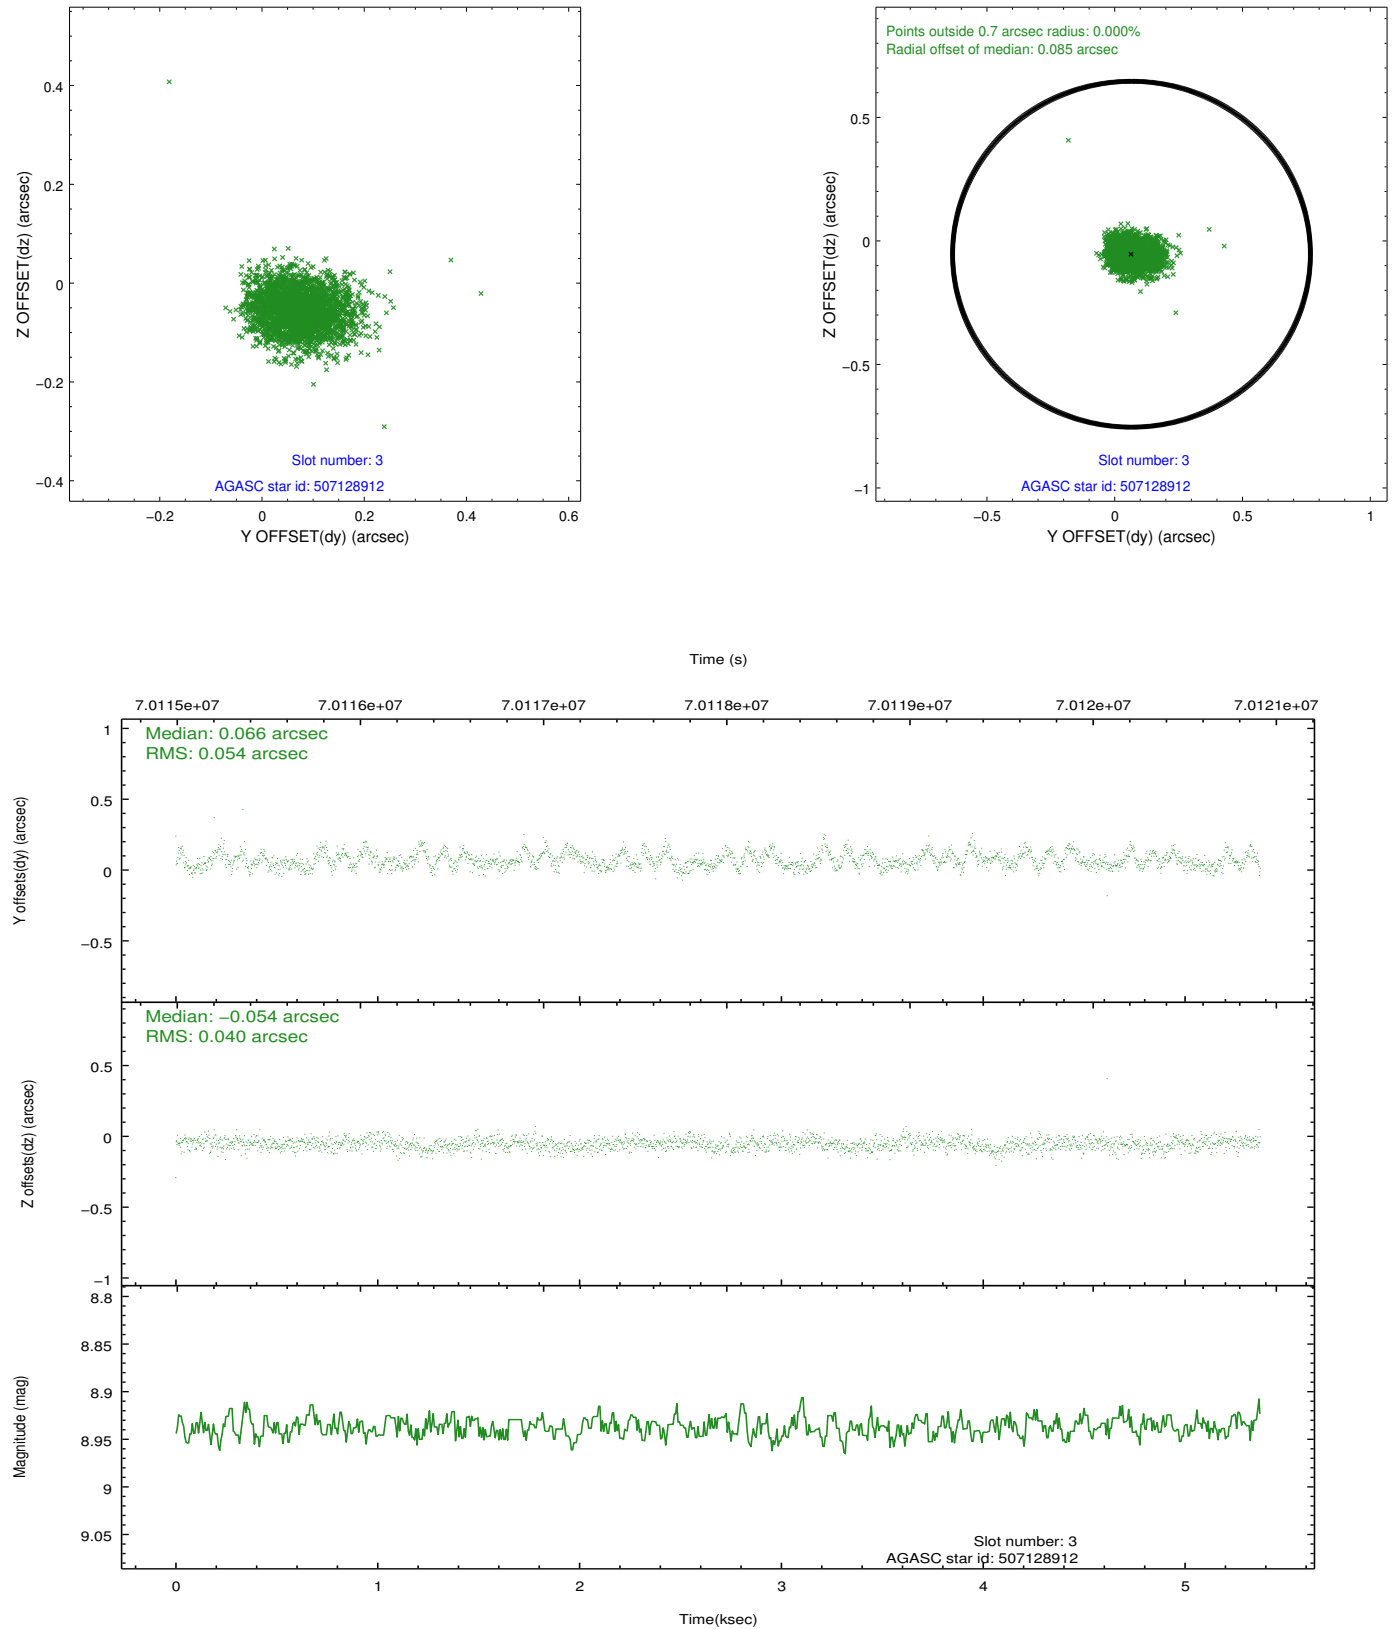 0.4
0.2
0
−0.2
−0.4
Z OFFSET(dz) (arcsec)
Slot number: 3
AGASC star id: 507128912
−0.2 0 0.2 0.4 0.6
Y OFFSET(dy) (arcsec)
Points outside 0.7 arcsec radius: 0.000%
Radial offset of median: 0.085 arcsec
0.5
0
−0.5
−1
Z OFFSET(dz) (arcsec)
Slot number: 3
AGASC star id: 507128912
−0.5 0 0.5 1
Y OFFSET(dy) (arcsec)
Time (s)
7.0115e+07 7.0116e+07 7.0117e+07 7.0118e+07 7.0119e+07 7.012e+07 7.0121e+07
Median: 0.066 arcsec
RMS: 0.054 arcsec
1
0.5
0
−0.5
Y offsets(dy) (arcsec)
Median: −0.054 arcsec
RMS: 0.040 arcsec
0.5
0
−0.5
−1
Z offsets(dz) (arcsec)
8.8
8.85
8.9
8.95
9
9.05
Magnitude (mag)
Slot number: 3
AGASC star id: 507128912
0 1 2 3 4 5
Time(ksec)